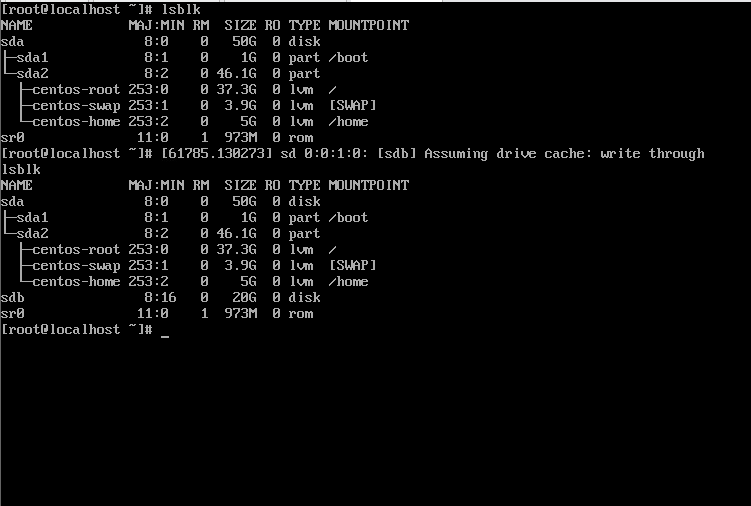 [root@localhost ~]# lsblk
NAME            MAJ:MIN RM  SIZE RO TYPE MOUNTPOINT
sda               8:0    0   50G  0 disk
├─sda1            8:1    0    1G  0 part /boot
└─sda2            8:2    0 46.1G  0 part
  ├─centos-root 253:0    0 37.3G  0 lvm  /
  ├─centos-swap 253:1    0  3.9G  0 lvm  [SWAP]
  └─centos-home 253:2    0    5G  0 lvm  /home
sr0              11:0    1  973M  0 rom
[root@localhost ~]# [61785.130273] sd 0:0:1:0: [sdb] Assuming drive cache: write through
lsblk
NAME            MAJ:MIN RM  SIZE RO TYPE MOUNTPOINT
sda               8:0    0   50G  0 disk
├─sda1            8:1    0    1G  0 part /boot
└─sda2            8:2    0 46.1G  0 part
  ├─centos-root 253:0    0 37.3G  0 lvm  /
  ├─centos-swap 253:1    0  3.9G  0 lvm  [SWAP]
  └─centos-home 253:2    0    5G  0 lvm  /home
sdb               8:16   0   20G  0 disk
sr0              11:0    1  973M  0 rom
[root@localhost ~]# _